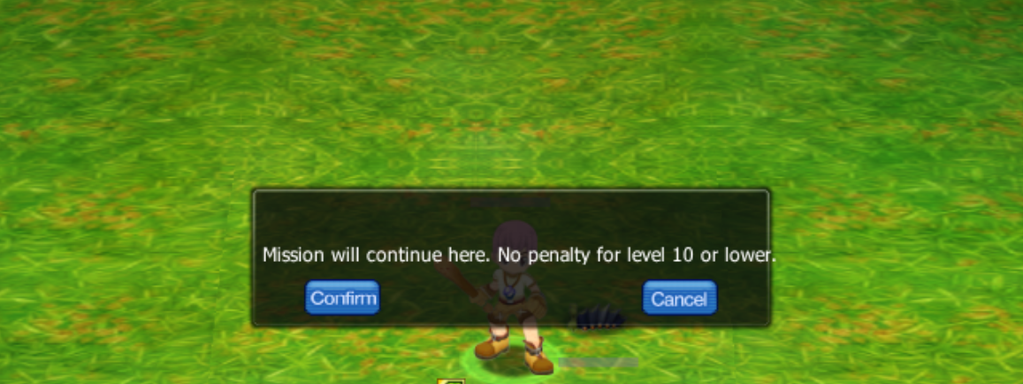 Mission will continue here. No penalty for level 10 or lower.
Confirm
Cancel